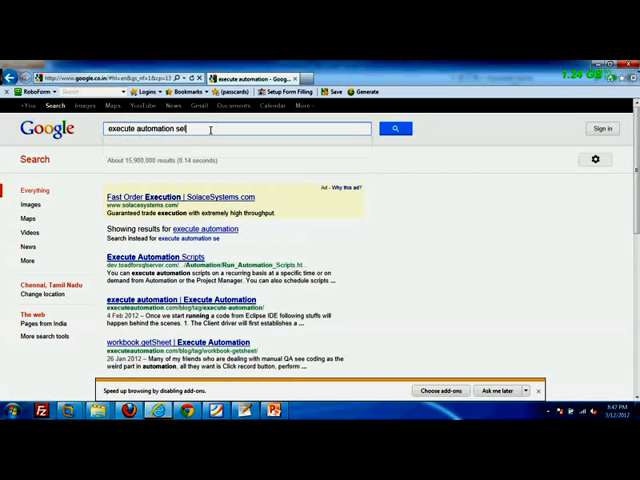 1.24 GB
http://www.google.co.in/#hl=en&gs_nf=1&cp=13
execute automation - Goog...
RoboForm
Search
Logins
Bookmarks
(passcards)
Setup Form Filling
Save
Generate
+You Search Images Maps YouTube News Gmail Documents Calendar More
Google
execute automation sel
Sign in
Search
About 15,900,000 results (0.14 seconds)
Everything
Images
Maps
Videos
News
More
Chennai, Tamil Nadu
Change location
The web
Pages from India
More search tools
Ad - Why this ad?
Fast Order Execution | SolaceSystems.com
www.solacesystems.com/
Guaranteed trade execution with extremely high throughput.
Showing results for execute automation
Search instead for execute automation se
Execute Automation Scripts
dev.toadforsqlserver.com/.../Automation/Run_Automation_Scripts.ht...
You can execute automation scripts on a recurring basis at a specific time or on
demand from Automation or the Project Manager. You can also schedule scripts ...
execute automation | Execute Automation
executeautomation.com/blog/tag/execute-automation/
4 Feb 2012 – Once we start running a code from Eclipse IDE following stuffs will
happen behind the scenes. 1. The Client driver will first establishes a ...
workbook getSheet | Execute Automation
executeautomation.com/blog/tag/workbook-getsheet/
26 Jan 2012 – Many of my friends who are dealing with manual QA see coding as the
weird part in automation, all they want is Click record button, perform ...
Speed up browsing by disabling add-ons.
Choose add-ons
Ask me later
8:47 PM
3/12/2012